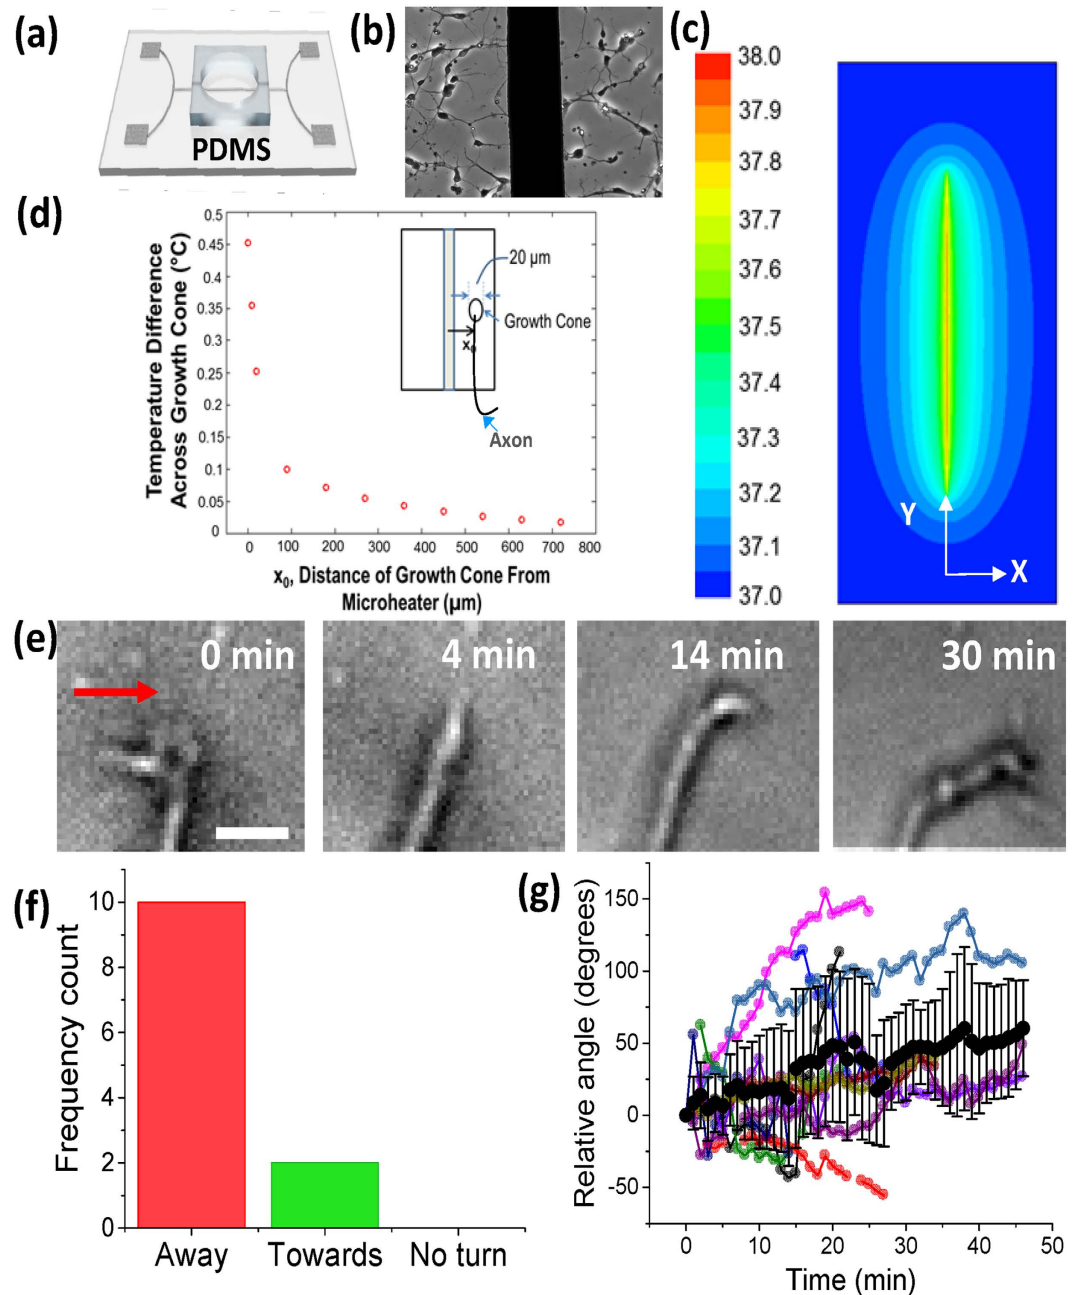 (a)
PDMS
(b)
(c)
38.0
37.9
37.8
37.7
37.6
37.5
37.4
37.3
37.2
37.1
37.0
Y
X
(d)
Temperature Difference
Across Growth Cone (°C)
0.5
0.45
0.4
0.35
0.3
0.25
0.2
0.15
0.1
0.05
0
0 100 200 300 400 500 600 700 800
x₀, Distance of Growth Cone From
Microheater (μm)
20 μm
Growth Cone
x₀
Axon
(e)
0 min
4 min
14 min
30 min
(f)
Frequency count
10
8
6
4
2
0
Away Towards No turn
(g)
Relative angle (degrees)
150
100
50
0
-50
0 10 20 30 40 50
Time (min)